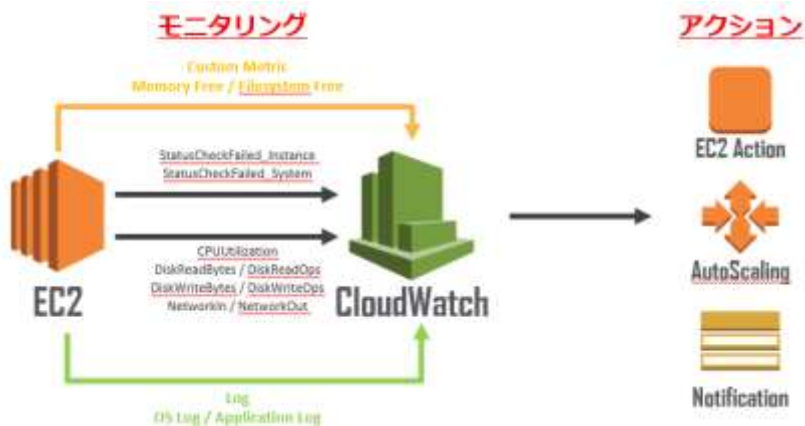 モニタリング
アクション
Custom Metric
Memory Free / Filesystem Free
StatusCheckFailed_Instance
StatusCheckFailed_System
CPUUtilization
DiskReadBytes / DiskReadOps
DiskWriteBytes / DiskWriteOps
NetworkIn / NetworkOut
EC2
CloudWatch
Log
OS Log / Application Log
EC2 Action
AutoScaling
Notification